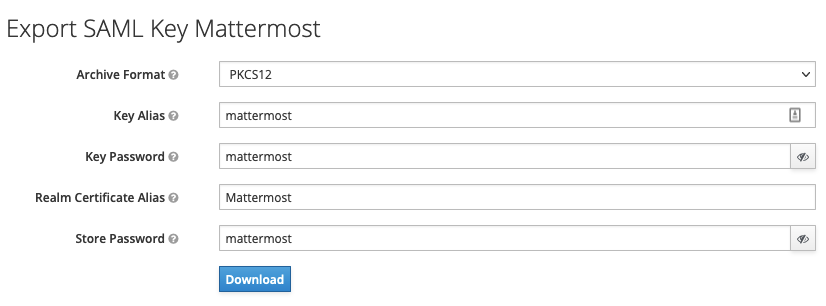 Export SAML Key Mattermost
Archive Format PKCS12
Key Alias mattermost
Key Password mattermost
Realm Certificate Alias Mattermost
Store Password mattermost
Download